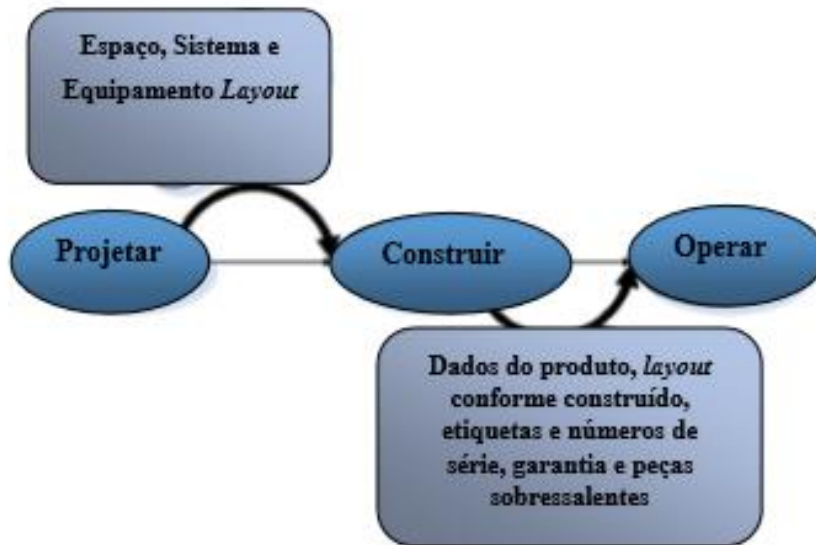 Espaço, Sistema e
Equipamento Layout
Projetar
Construir
Operar
Dados do produto, layout
conforme construído,
etiquetas e números de
série, garantia e peças
sobressalentes